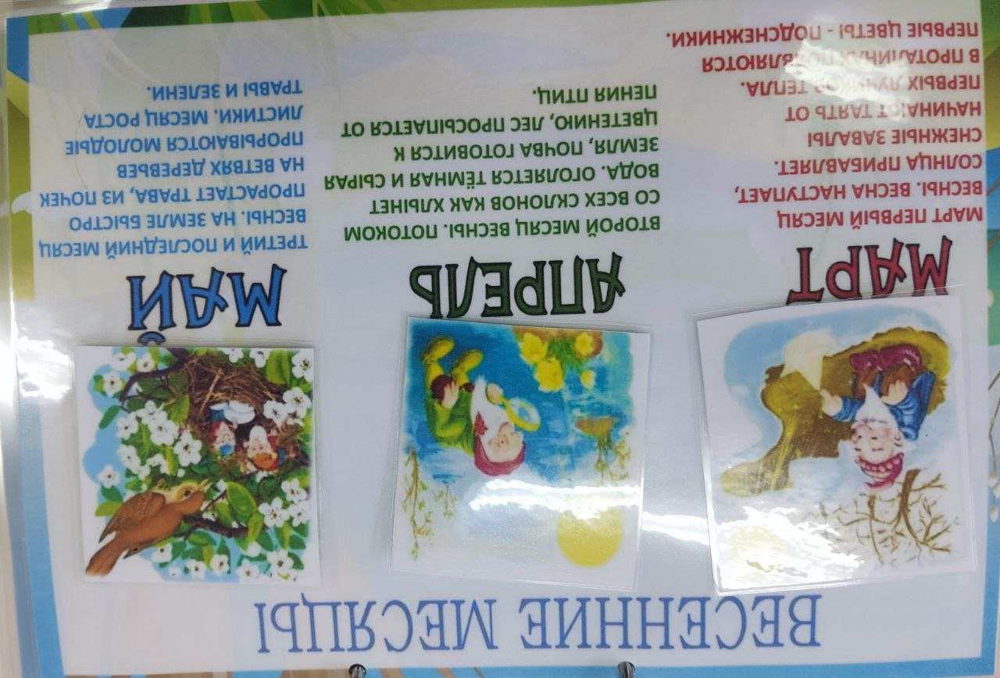 ВЕСЕННИЕ МЕСЯЦЫ
МАРТ
МАРТ ПЕРВЫЙ МЕСЯЦ
ВЕСНЫ. ВЕСНА НАСТУПАЕТ,
СОЛНЦА ПРИБАВЛЯЕТ.
СНЕЖНЫЕ ЗАВАЛЫ
НАЧИНАЮТ ТАЯТЬ ОТ
ПЕРВЫХ ЛУЧИКОВ ТЕПЛА.
В ПРОТАЛИНАХ ПОЯВЛЯЮТСЯ
ПЕРВЫЕ ЦВЕТЫ - ПОДСНЕЖНИКИ.
АПРЕЛЬ
ВТОРОЙ МЕСЯЦ ВЕСНЫ. ПОТОКОМ
СО ВСЕХ СКЛОНОВ КАК ХЛЫНЕТ
ВОДА. ОГОЛЯЕТСЯ ТЁМНАЯ И СЫРАЯ
ЗЕМЛЯ, ПОЧВА ГОТОВИТСЯ К
ЦВЕТЕНИЮ, ЛЕС ПРОСЫПАЕТСЯ ОТ
ПЕНИЯ ПТИЦ.
МАЙ
ТРЕТИЙ И ПОСЛЕДНИЙ МЕСЯЦ
ВЕСНЫ. НА ЗЕМЛЕ БЫСТРО
ПРОРАСТАЕТ ТРАВА, ИЗ ПОЧЕК
НА ВЕТВЯХ ДЕРЕВЬЕВ
ПРОРЫВАЮТСЯ МОЛОДЫЕ
ЛИСТИКИ. МЕСЯЦ РОСТА
ТРАВЫ И ЗЕЛЕНИ.